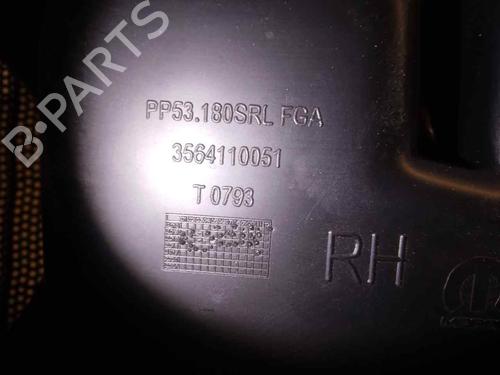 B-PARTS
PP53.180SRL FGA
3564110051
T 0793
RH